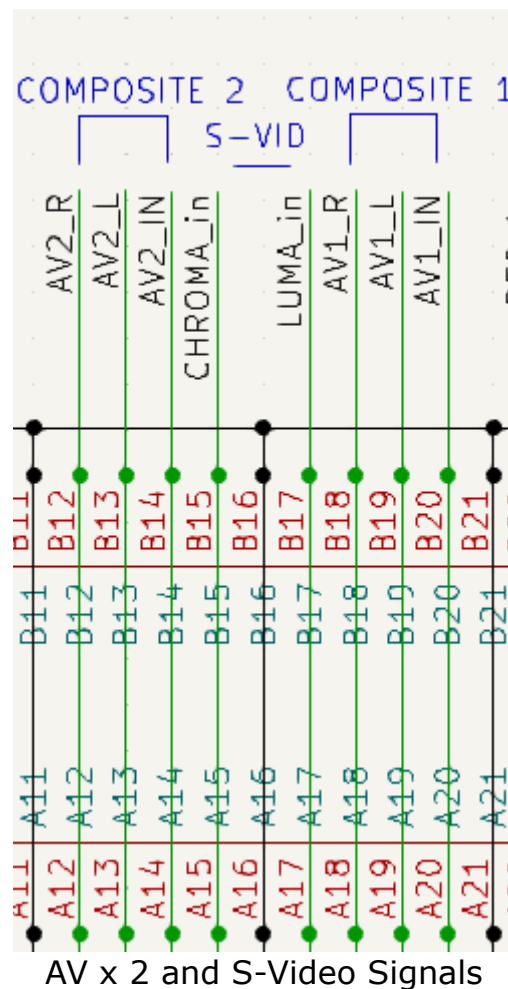 COMPOSITE 2
COMPOSITE 1
S-VID
AV2_R
AV2_L
AV2_IN
CHROMA_in
LUMA_in
AV1_R
AV1_L
AV1_IN
B11 B12 B13 B14 B15 B16 B17 B18 B19 B20 B21
B11 B12 B13 B14 B15 B16 B17 B18 B19 B20 B21
A11 A12 A13 A14 A15 A16 A17 A18 A19 A20 A21
A11 A12 A13 A14 A15 A16 A17 A18 A19 A20 A21
AV x 2 and S-Video Signals